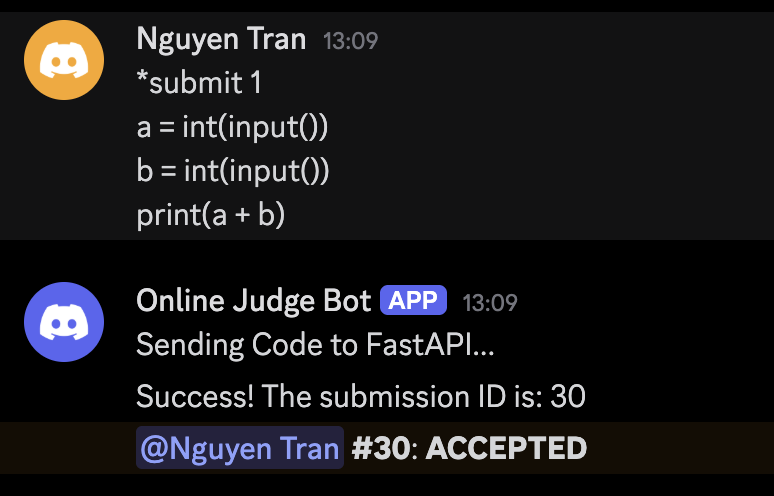 Nguyen Tran 13:09
*submit 1
a = int(input())
b = int(input())
print(a + b)
Online Judge Bot APP 13:09
Sending Code to FastAPI...
Success! The submission ID is: 30
@Nguyen Tran #30: ACCEPTED